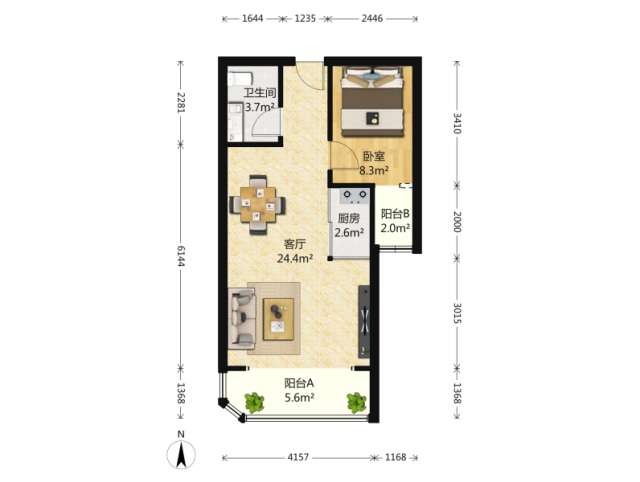 1644 1235 2446
2281
6144
1368
3410
2000
3015
1368
卫生间
3.7m²
卧室
8.3m²
阳台B
2.0m²
厨房
2.6m²
客厅
24.4m²
阳台A
5.6m²
N
4157 1168